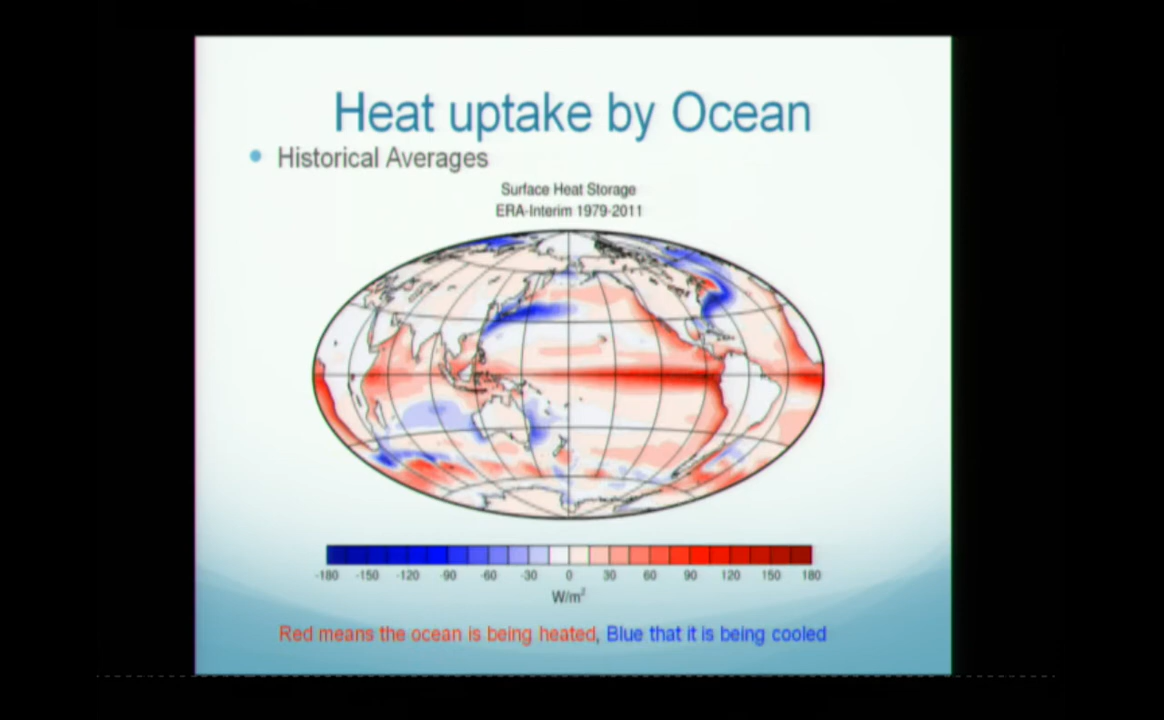 Heat uptake by Ocean
Historical Averages
Surface Heat Storage
ERA-Interim 1979-2011
-180 -150 -120 -90 -60 -30 0 30 60 90 120 150 180
W/m²
Red means the ocean is being heated, Blue that it is being cooled